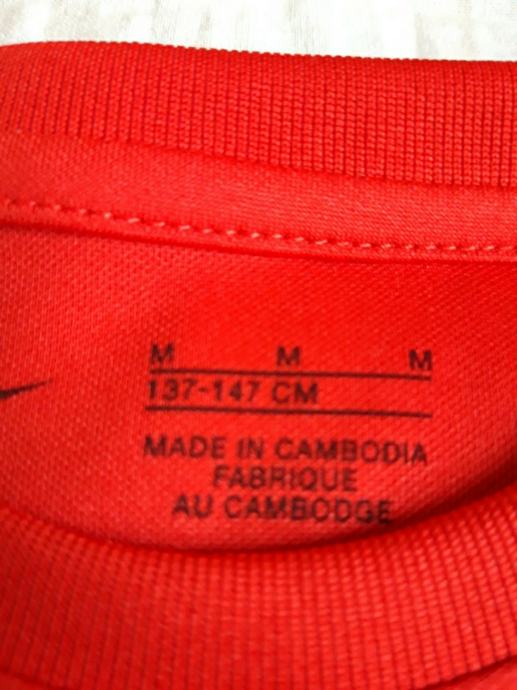 M M M
137-147 CM
MADE IN CAMBODIA
FABRIQUE
AU CAMBODGE